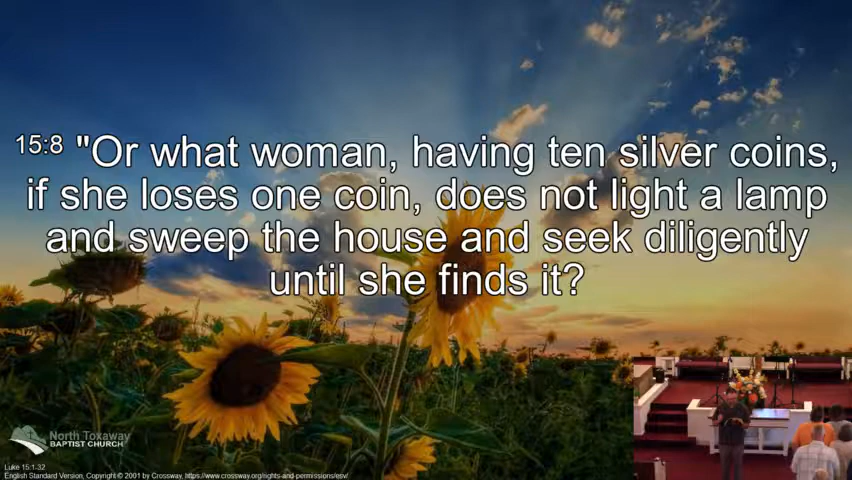 15:8 "Or what woman, having ten silver coins,
if she loses one coin, does not light a lamp
and sweep the house and seek diligently
until she finds it?
North Toxaway
BAPTIST CHURCH
Luke 15:1-32
English Standard Version, Copyright © 2001 by Crossway, https://www.crossway.org/rights-and-permissions/esv/